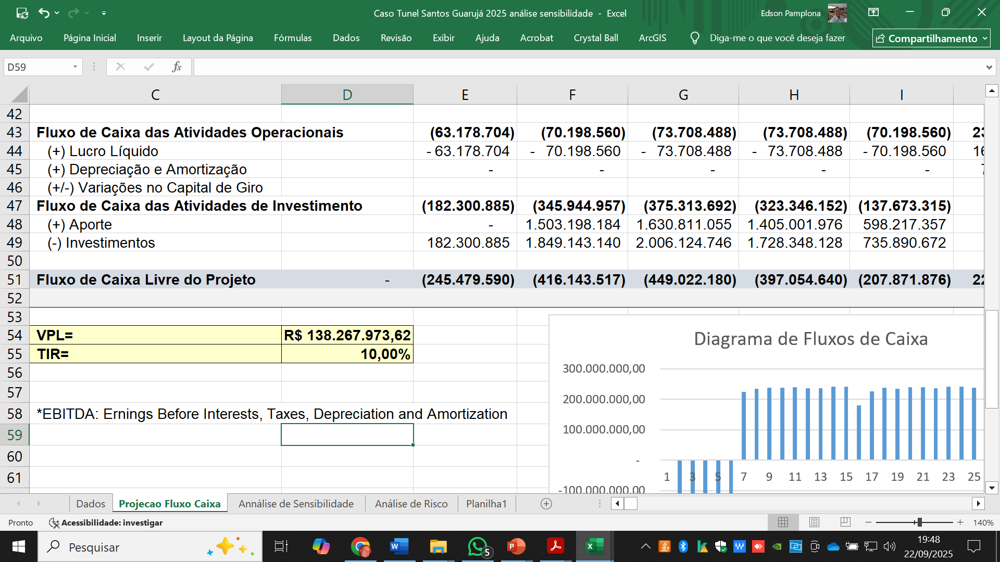 Caso Tunel Santos Guarujá 2025 análise sensibilidade - Excel
Edson Pamplona
Arquivo Página Inicial Inserir Layout da Página Fórmulas Dados Revisão Exibir Ajuda Acrobat Crystal Ball ArcGIS Diga-me o que você deseja fazer Compartilhamento
D59 fx
C D E F G H I
42
43 Fluxo de Caixa das Atividades Operacionais (63.178.704) (70.198.560) (73.708.488) (73.708.488) (70.198.560)
44 (+) Lucro Líquido - 63.178.704 - 70.198.560 - 73.708.488 - 73.708.488 - 70.198.560
45 (+) Depreciação e Amortização - - - - -
46 (+/-) Variações no Capital de Giro
47 Fluxo de Caixa das Atividades de Investimento (182.300.885) (345.944.957) (375.313.692) (323.346.152) (137.673.315)
48 (+) Aporte - 1.503.198.184 1.630.811.055 1.405.001.976 598.217.357
49 (-) Investimentos 182.300.885 1.849.143.140 2.006.124.746 1.728.348.128 735.890.672
50
51 Fluxo de Caixa Livre do Projeto - (245.479.590) (416.143.517) (449.022.180) (397.054.640) (207.871.876)
52
53
54 VPL= R$ 138.267.973,62
55 TIR= 10,00%
56
57
58 *EBITDA: Ernings Before Interests, Taxes, Depreciation and Amortization
59
60
61
Diagrama de Fluxos de Caixa
300.000.000,00
200.000.000,00
100.000.000,00
-
1 3 5 7 9 11 13 15 17 19 21 23 25
-100.000.000,00
Dados Projecao Fluxo Caixa Annálise de Sensibilidade Análise de Risco Planilha1
Pronto Acessibilidade: investigar 140%
Pesquisar 5
19:48
22/09/2025